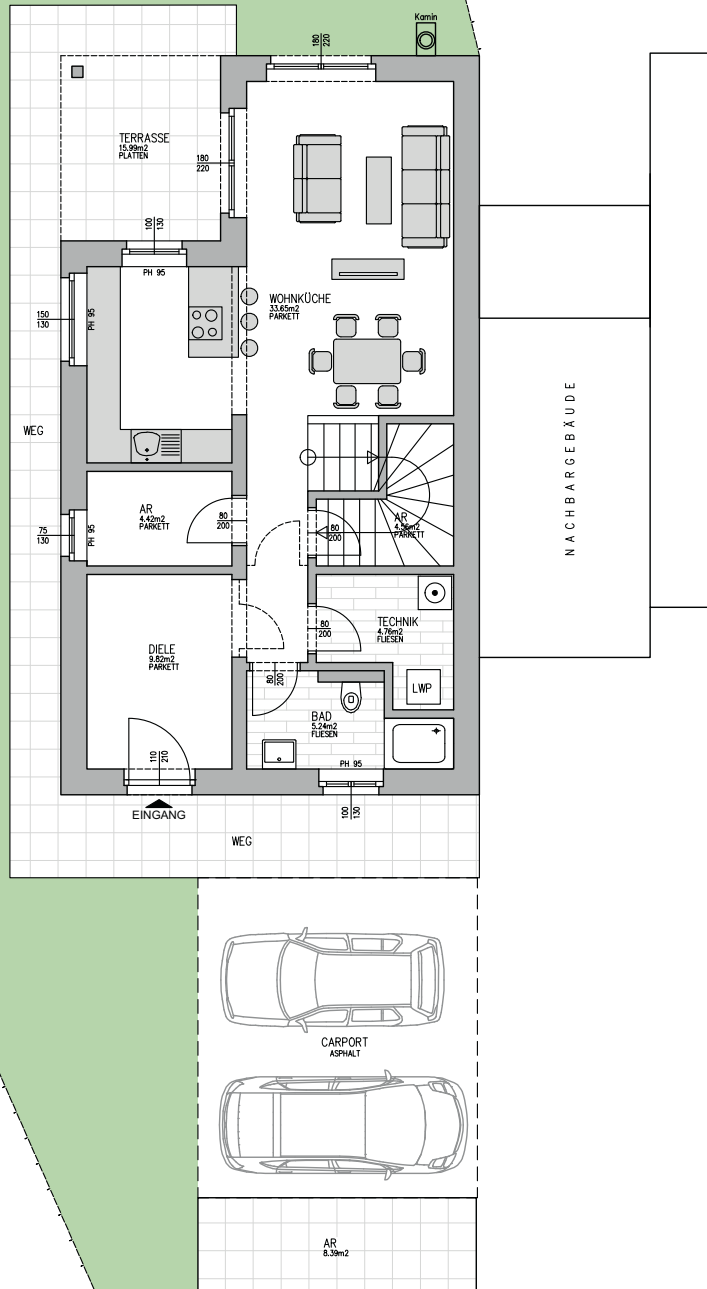 Kamin
180
220
TERRASSE
15.99m2
PLATTEN
180
220
100
130
PH 95
WOHNKÜCHE
33.65m2
PARKETT
150
130
PH 95
NACHBARGEBÄUDE
WEG
AR
4.42m2
PARKETT
80
200
AR
4.56m2
PARKETT
80
200
75
130
PH 95
DIELE
9.82m2
PARKETT
80
200
TECHNIK
4.76m2
FLIESEN
80
200
LWP
BAD
5.24m2
FLIESEN
PH 95
110
210
100
130
EINGANG
WEG
CARPORT
ASPHALT
AR
8.39m2